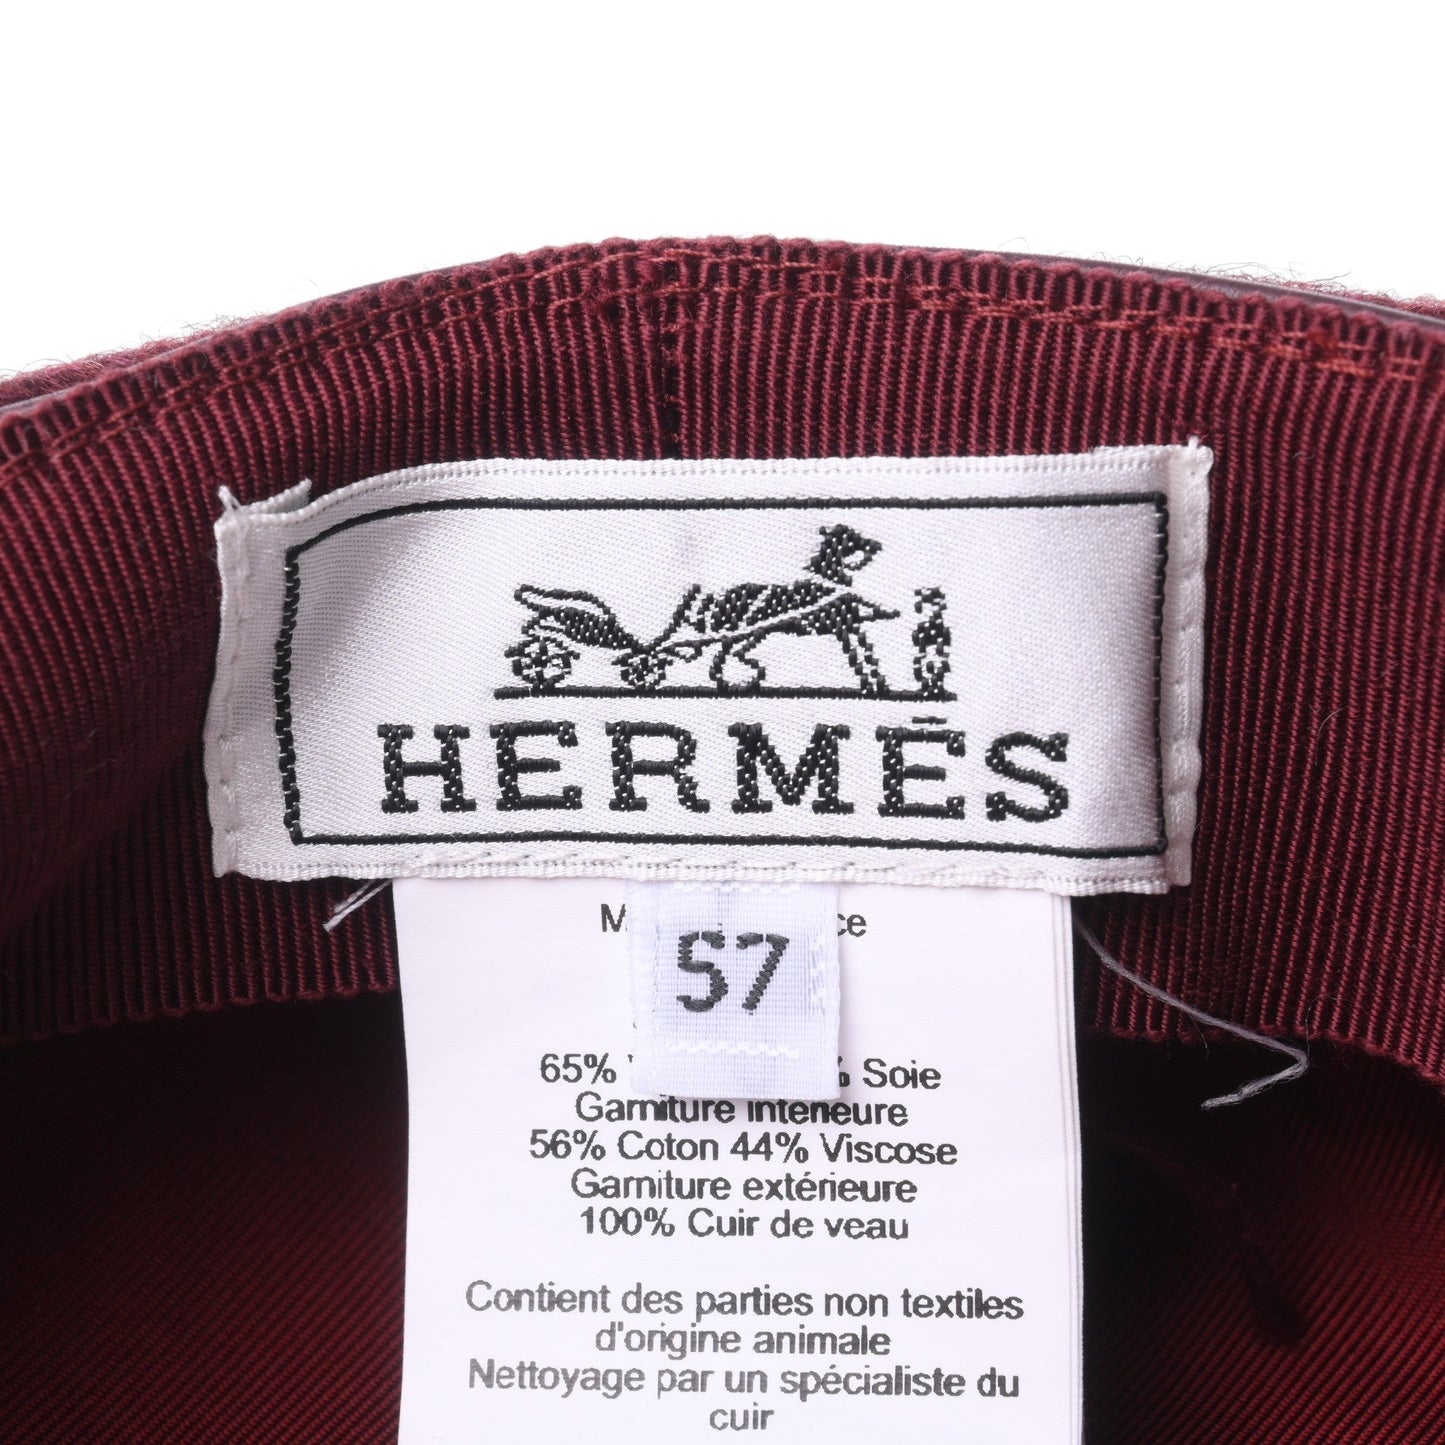 HERMÈS
57
65% Soie
Garniture intérieure
56% Coton 44% Viscose
Garniture extérieure
100% Cuir de veau
Contient des parties non textiles
d'origine animale
Nettoyage par un spécialiste du
cuir